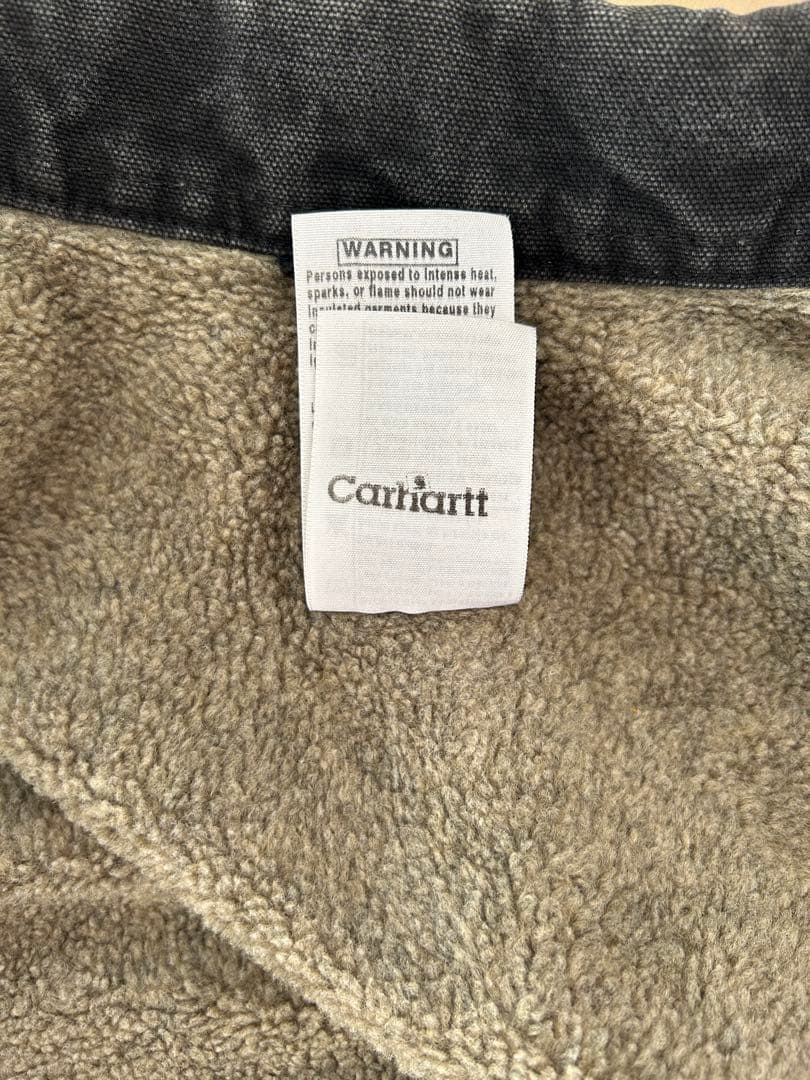 WARNING
Persons exposed to Intense heat,
sparks, or flame should not wear
Insulated garments because they
Carhartt